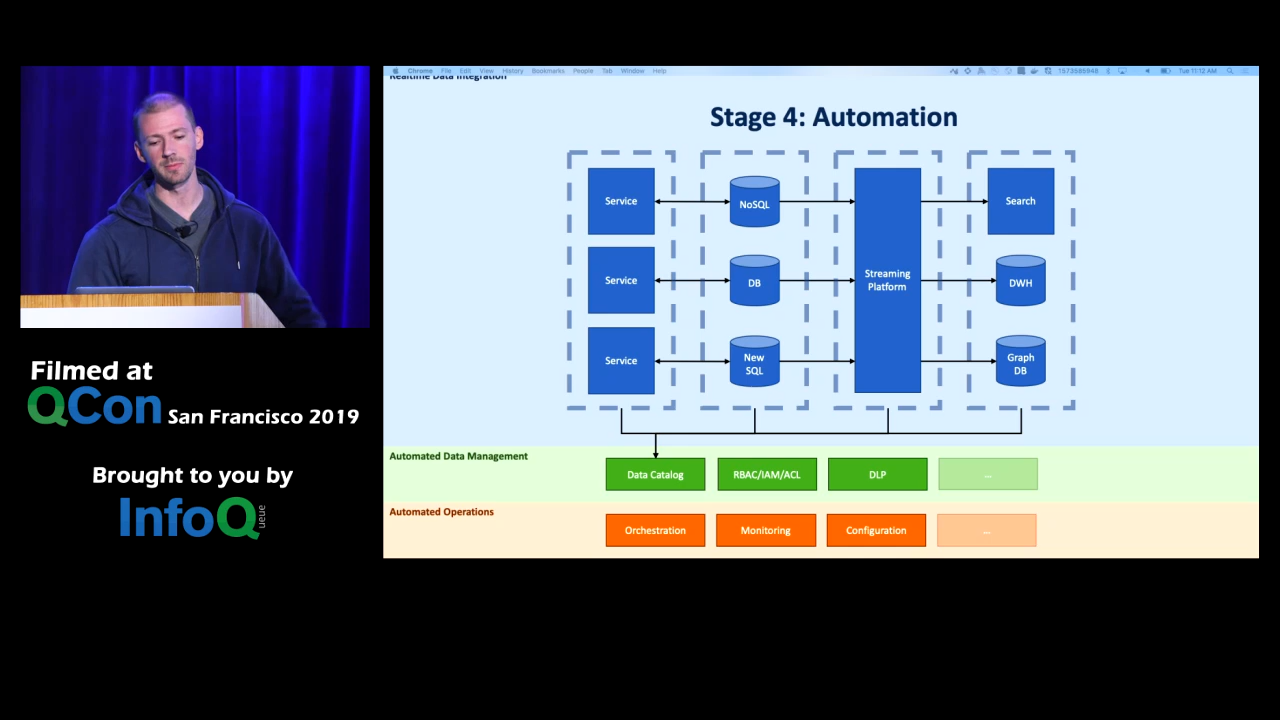 Chrome File Edit View History Bookmarks People Tab Window Help 1573585948 Tue 11:12 AM
Realtime Data Integration
Stage 4: Automation
Service
NoSQL
Search
Service
DB
Streaming
Platform
DWH
Service
New
SQL
Graph
DB
Automated Data Management
Data Catalog
RBAC/IAM/ACL
DLP
...
Automated Operations
Orchestration
Monitoring
Configuration
...
Filmed at
QCon San Francisco 2019
Brought to you by
InfoQ
ueue